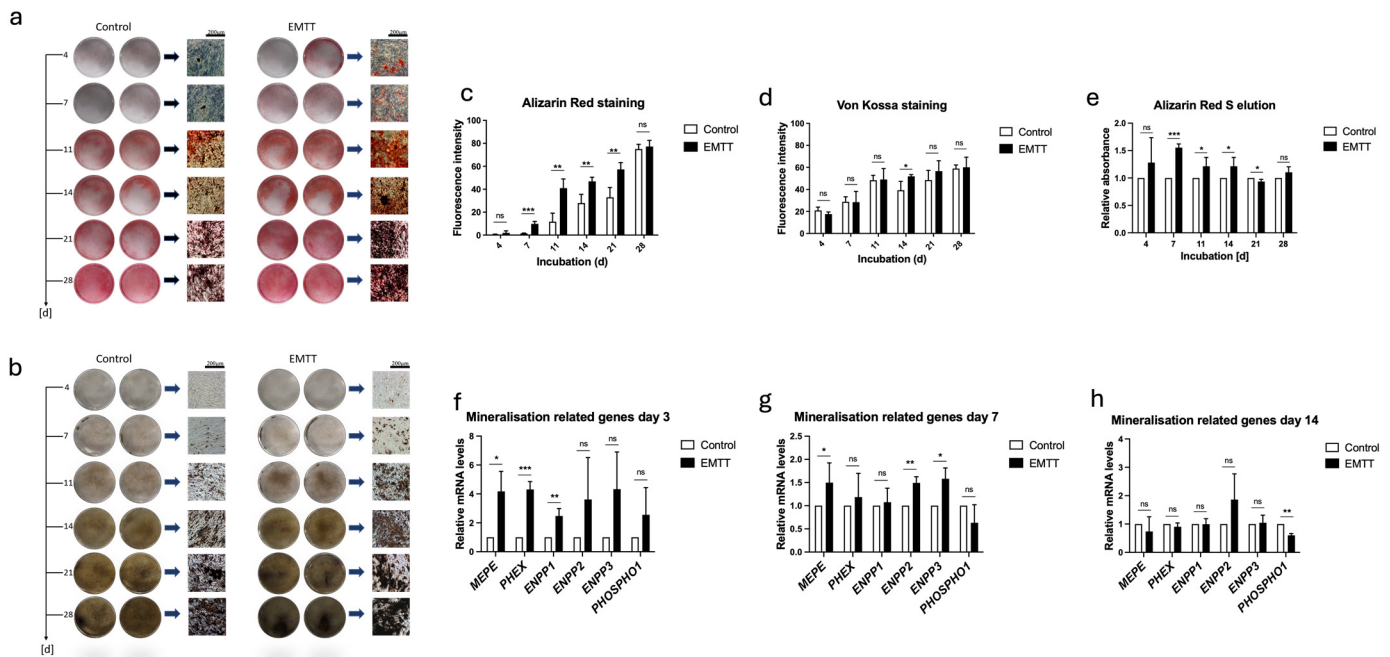 a
Control
EMTT
200µm
200µm
4
7
11
14
21
28
[d]
b
Control
EMTT
200µm
200µm
4
7
11
14
21
28
[d]
c
Alizarin Red staining
Fluorescence intensity
100
80
60
40
20
0
ns
***
**
**
**
ns
4
7
11
14
21
28
Incubation (d)
Control
EMTT
d
Von Kossa staining
Fluorescence intensity
100
80
60
40
20
0
ns
ns
ns
*
ns
ns
4
7
11
14
21
28
Incubation (d)
Control
EMTT
e
Alizarin Red S elution
Relative absorbance
2.0
1.5
1.0
0.5
0.0
ns
***
*
*
*
ns
4
7
11
14
21
28
Incubation [d]
Control
EMTT
f
Mineralisation related genes day 3
Relative mRNA levels
8
6
4
2
0
*
***
**
ns
ns
ns
MEPE
PHEX
ENPP1
ENPP2
ENPP3
PHOSPHO1
Control
EMTT
g
Mineralisation related genes day 7
Relative mRNA levels
2.5
2.0
1.5
1.0
0.5
0.0
*
ns
ns
**
*
ns
MEPE
PHEX
ENPP1
ENPP2
ENPP3
PHOSPHO1
Control
EMTT
h
Mineralisation related genes day 14
Relative mRNA levels
4
3
2
1
0
ns
ns
ns
ns
ns
**
MEPE
PHEX
ENPP1
ENPP2
ENPP3
PHOSPHO1
Control
EMTT